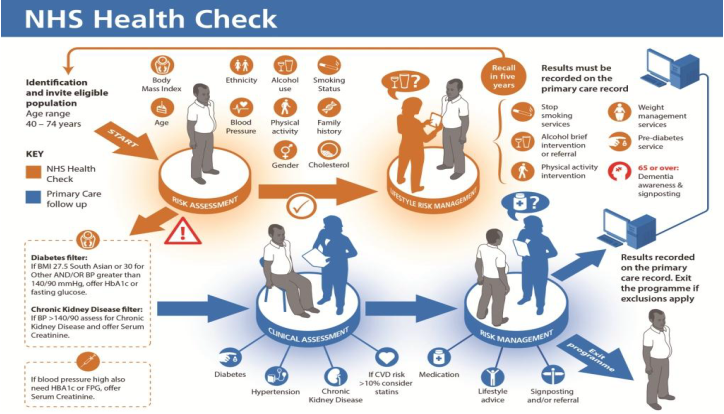 NHS Health Check
Identification
and invite eligible
population
Age range
40 – 74 years
START
KEY
NHS Health
Check
Primary Care
follow up
Body
Mass Index
Ethnicity
Alcohol
use
Smoking
Status
Age
Blood
Pressure
Physical
activity
Family
history
Gender
Cholesterol
RISK ASSESSMENT
?
LIFESTYLE RISK MANAGEMENT
Recall
in five
years
Results must be
recorded on the
primary care record
Stop
smoking
services
Weight
management
services
Alcohol brief
intervention
or referral
Pre-diabetes
service
Physical activity
intervention
65 or over:
Dementia
awareness &
signposting
!
Diabetes filter:
If BMI 27.5 South Asian or 30 for
Other AND/OR BP greater than
140/90 mmHg, offer HbA1c or
fasting glucose.
Chronic Kidney Disease filter:
If BP >140/90 assess for Chronic
Kidney Disease and offer Serum
Creatinine.
If blood pressure high also
need HBA1c or FPG, offer
Serum Creatinine.
CLINICAL ASSESSMENT
Diabetes
Hypertension
Chronic
Kidney Disease
If CVD risk
>10% consider
statins
?
RISK MANAGEMENT
Medication
Lifestyle
advice
Signposting
and/or referral
Results recorded
on the primary
care record. Exit
the programme if
exclusions apply
Exit
programme